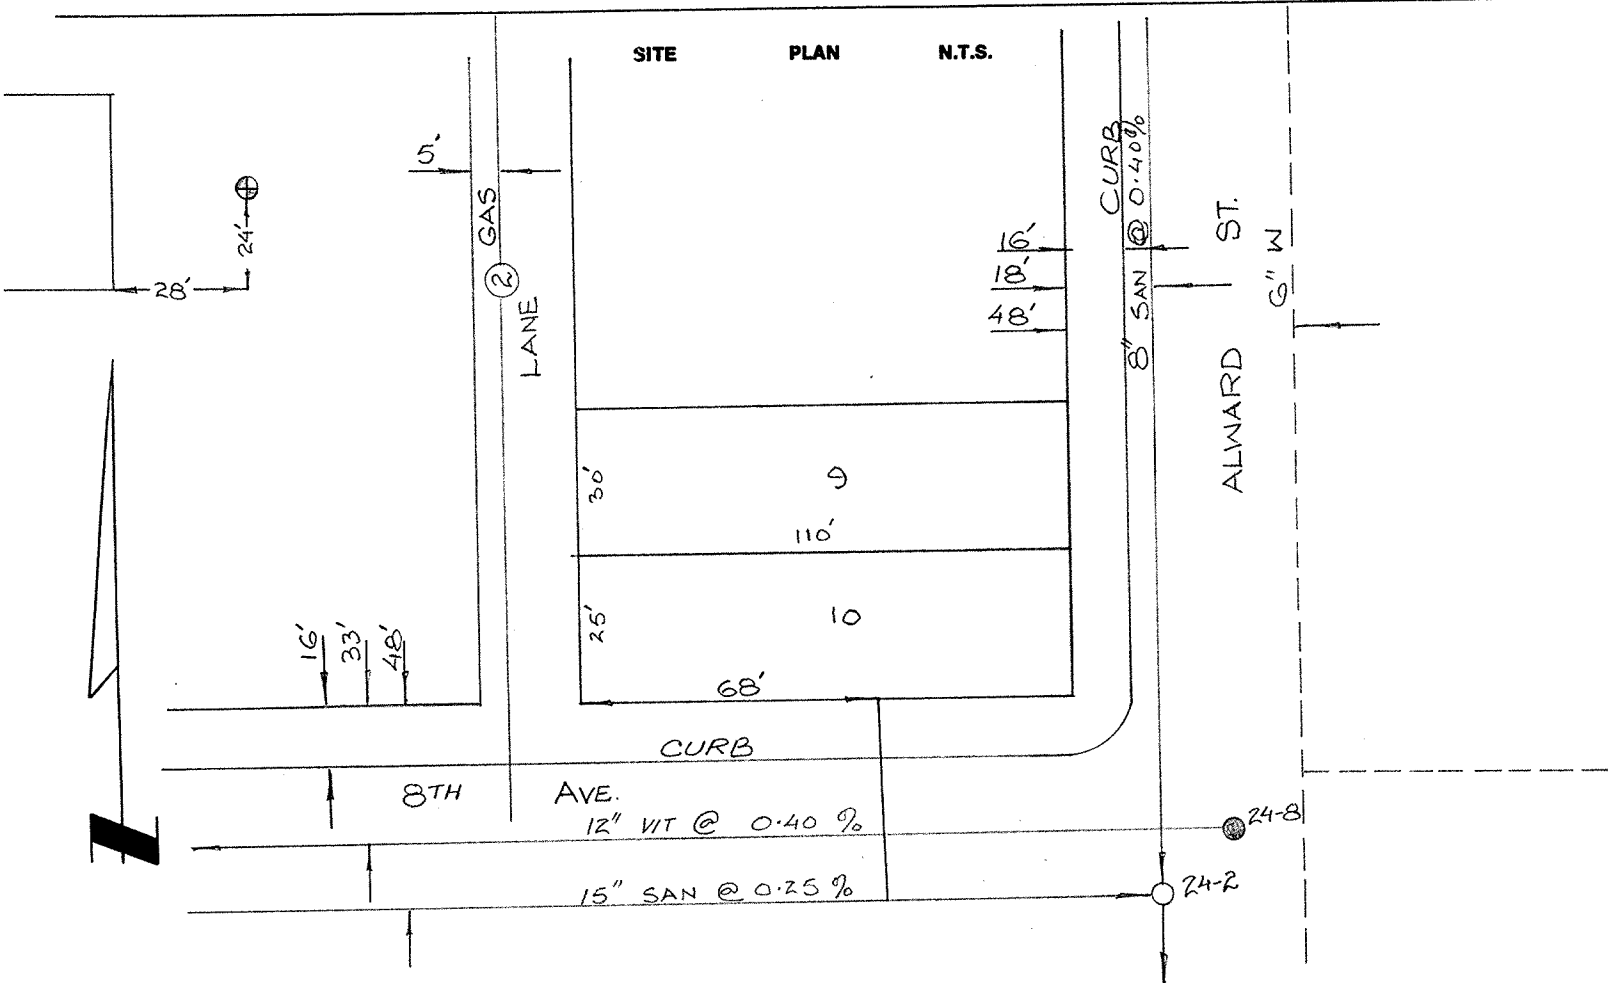 SITE PLAN N.T.S.
5'
GAS
2
LANE
24'
28'
CURB
8" SAN @ 0.40%
16'
18'
48'
ALWARD ST.
6" W
30'
9
110'
25'
10
16'
33'
48'
68'
CURB
8TH AVE.
12" VIT @ 0.40 %
24-8
15" SAN @ 0.25 %
24-2